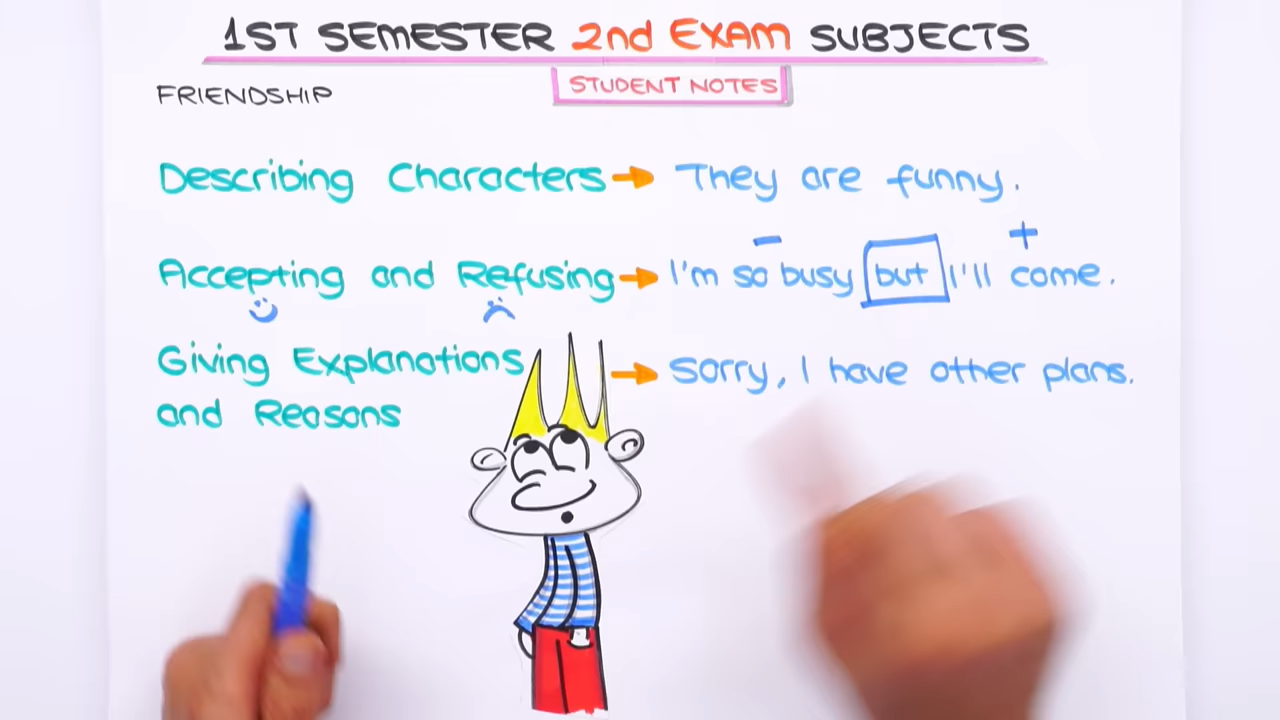 1ST SEMESTER 2nd EXAM SUBJECTS
STUDENT NOTES
FRIENDSHIP
Describing Characters → They are funny.
- +
Accepting and Refusing → I'm so busy but I'll come.
Giving Explanations → Sorry, I have other plans.
and Reasons